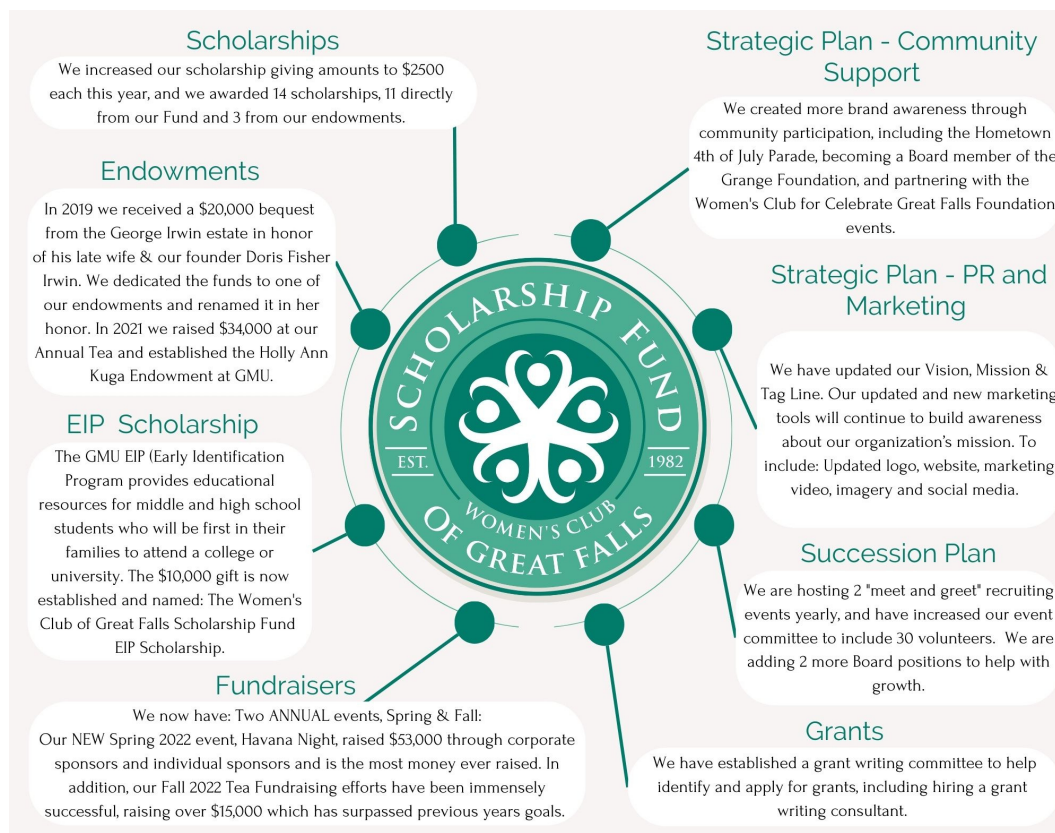 Scholarships
We increased our scholarship giving amounts to $2500
each this year, and we awarded 14 scholarships, 11 directly
from our Fund and 3 from our endowments.
Endowments
In 2019 we received a $20,000 bequest
from the George Irwin estate in honor
of his late wife & our founder Doris Fisher
Irwin. We dedicated the funds to one of
our endowments and renamed it in her
honor. In 2021 we raised $34,000 at our
Annual Tea and established the Holly Ann
Kuga Endowment at GMU.
EIP Scholarship
The GMU EIP (Early Identification
Program provides educational
resources for middle and high school
students who will be first in their
families to attend a college or
university. The $10,000 gift is now
established and named: The Women's
Club of Great Falls Scholarship Fund
EIP Scholarship.
Fundraisers
We now have: Two ANNUAL events, Spring & Fall:
Our NEW Spring 2022 event, Havana Night, raised $53,000 through corporate
sponsors and individual sponsors and is the most money ever raised. In
addition, our Fall 2022 Tea Fundraising efforts have been immensely
successful, raising over $15,000 which has surpassed previous years goals.
SCHOLARSHIP FUND
EST.
1982
WOMEN'S CLUB
OF GREAT FALLS
Strategic Plan - Community
Support
We created more brand awareness through
community participation, including the Hometown
4th of July Parade, becoming a Board member of the
Grange Foundation, and partnering with the
Women's Club for Celebrate Great Falls Foundation
events.
Strategic Plan - PR and
Marketing
We have updated our Vision, Mission &
Tag Line. Our updated and new marketing
tools will continue to build awareness
about our organization’s mission. To
include: Updated logo, website, marketing
video, imagery and social media.
Succession Plan
We are hosting 2 "meet and greet" recruiting
events yearly, and have increased our event
committee to include 30 volunteers. We are
adding 2 more Board positions to help with
growth.
Grants
We have established a grant writing committee to help
identify and apply for grants, including hiring a grant
writing consultant.